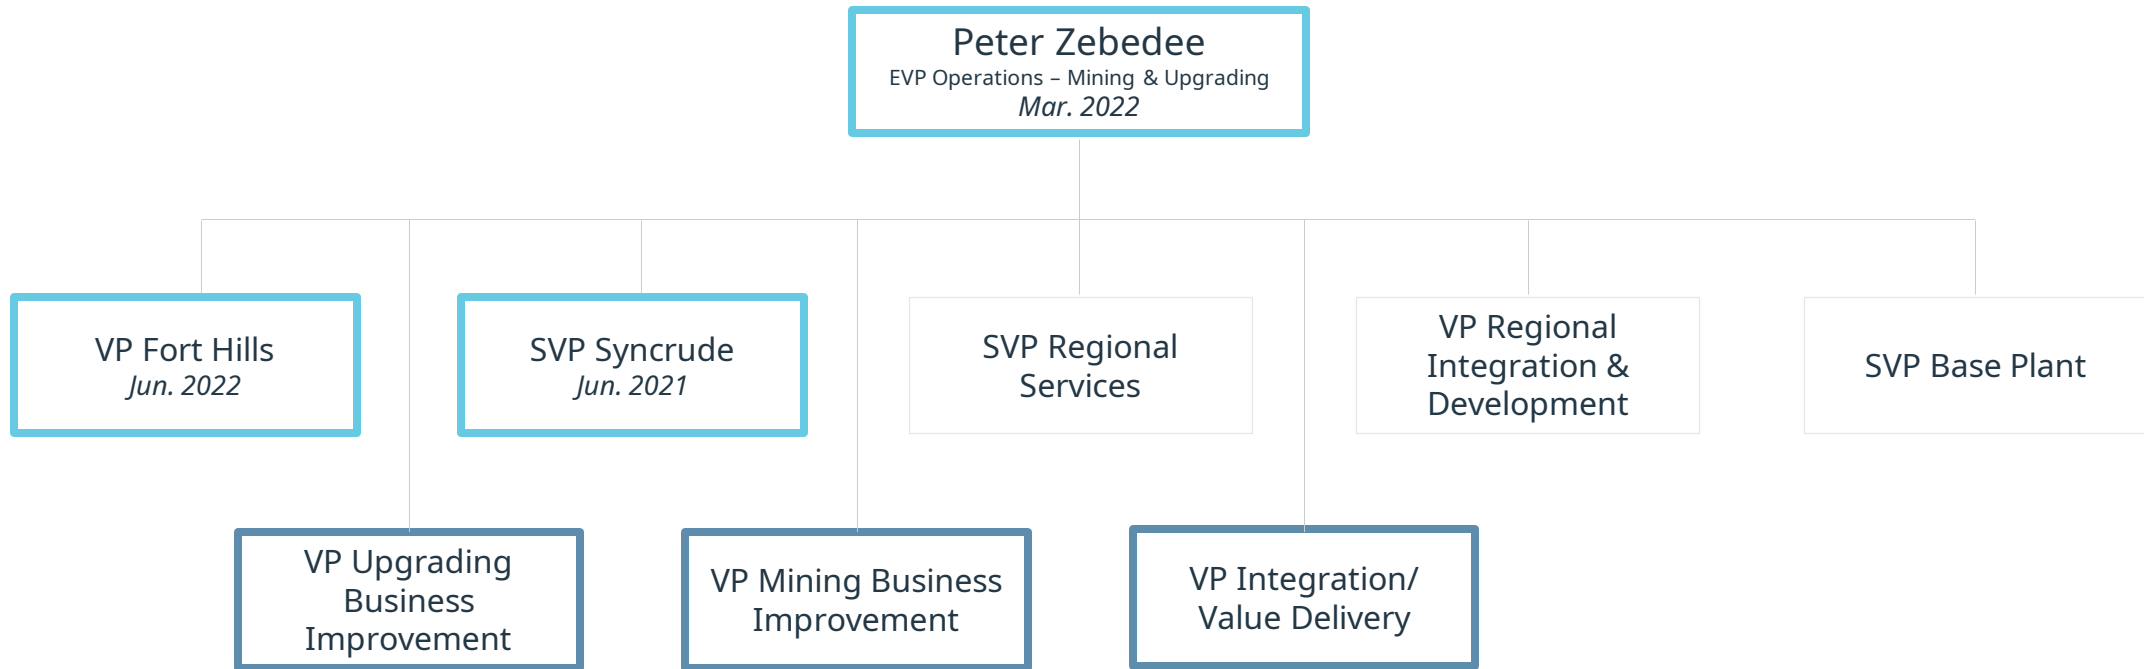 Peter Zebedee
EVP Operations – Mining & Upgrading
Mar. 2022
VP Fort Hills
Jun. 2022
SVP Syncrude
Jun. 2021
SVP Regional
Services
VP Regional
Integration &
Development
SVP Base Plant
VP Upgrading
Business
Improvement
VP Mining Business
Improvement
VP Integration/
Value Delivery